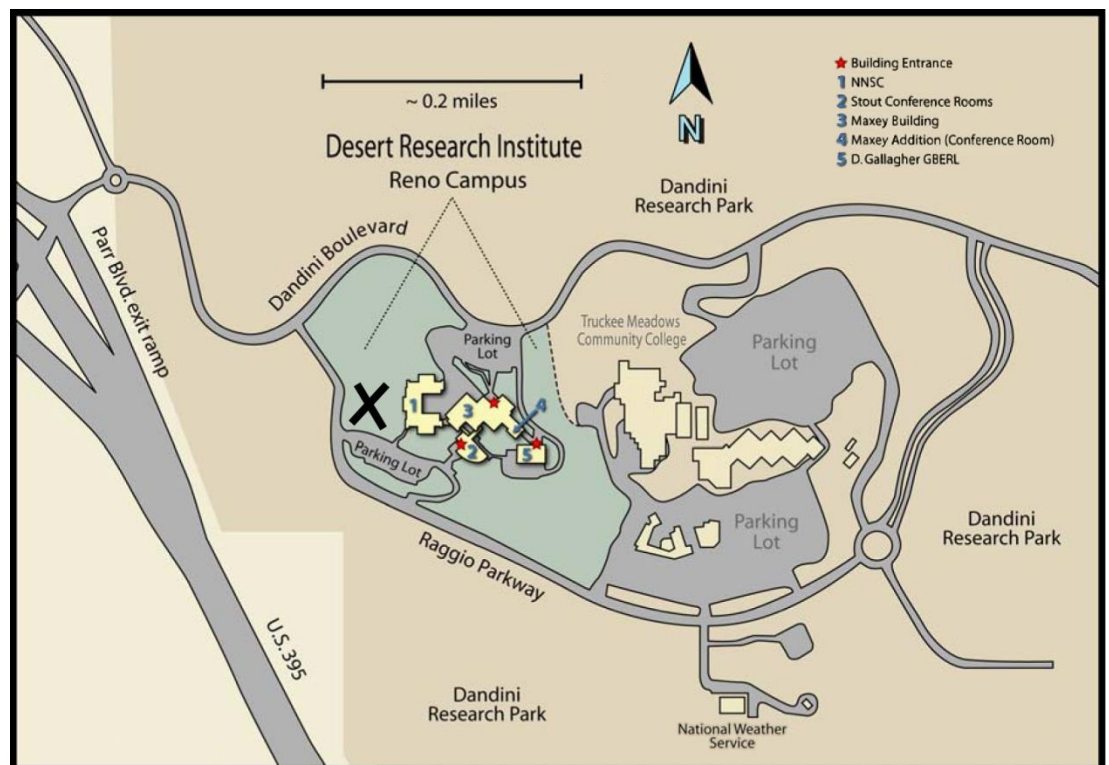 ~ 0.2 miles
N
★ Building Entrance
1 NNSC
2 Stout Conference Rooms
3 Maxey Building
4 Maxey Addition (Conference Room)
5 D. Gallagher GBERL
Desert Research Institute
Reno Campus
Dandini
Research Park
Parr Blvd. exit ramp
Dandini Boulevard
Truckee Meadows
Community College
Parking
Lot
Parking
Lot
X
1
3
4
2
5
Parking Lot
Parking
Lot
Dandini
Research Park
Raggio Parkway
U.S. 395
Dandini
Research Park
National Weather
Service